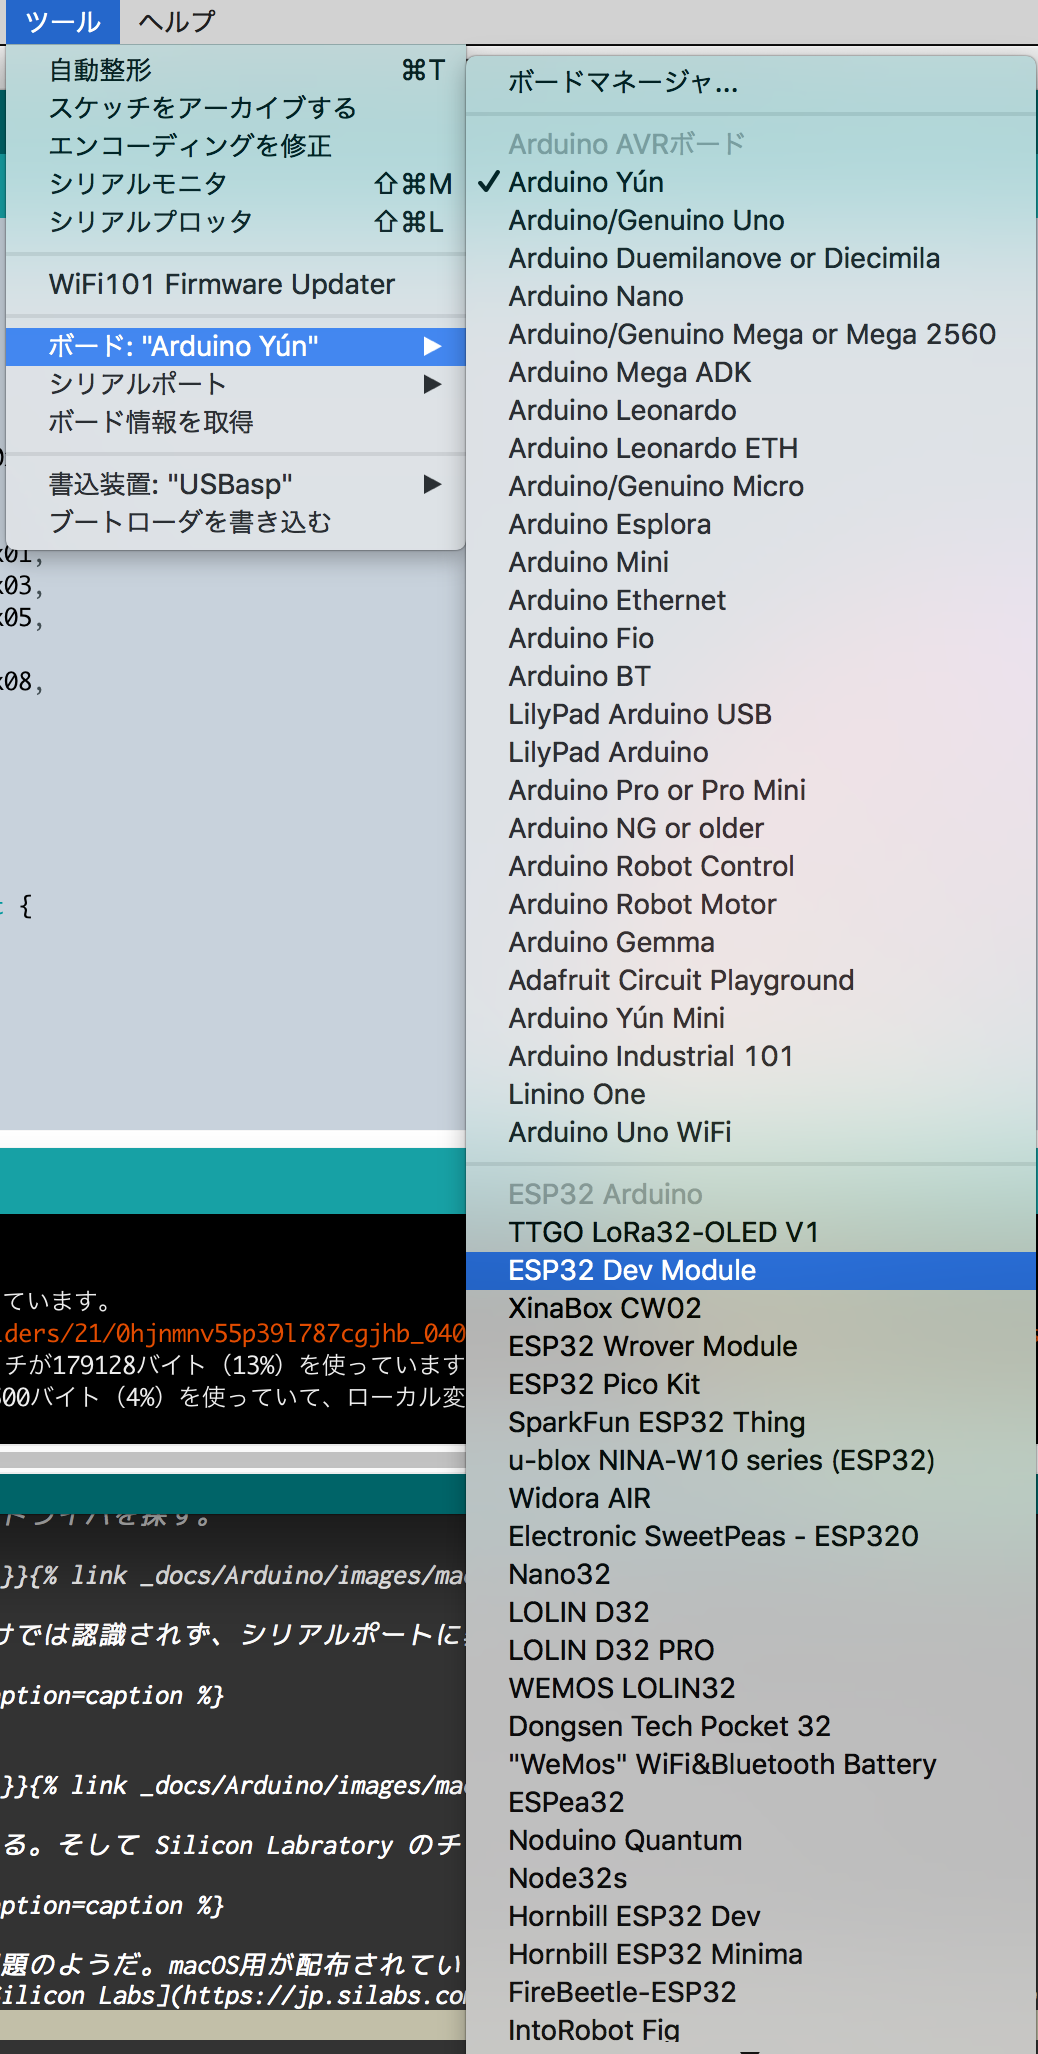 ツール ヘルプ
自動整形 ⌘T
スケッチをアーカイブする
エンコーディングを修正
シリアルモニタ ⇧⌘M
シリアルプロッタ ⇧⌘L
WiFi101 Firmware Updater
ボード: "Arduino Yún" ▶
シリアルポート ▶
ボード情報を取得
書込装置: "USBasp" ▶
ブートローダを書き込む
ボードマネージャ...
Arduino AVRボード
✓ Arduino Yún
Arduino/Genuino Uno
Arduino Duemilanove or Diecimila
Arduino Nano
Arduino/Genuino Mega or Mega 2560
Arduino Mega ADK
Arduino Leonardo
Arduino Leonardo ETH
Arduino/Genuino Micro
Arduino Esplora
Arduino Mini
Arduino Ethernet
Arduino Fio
Arduino BT
LilyPad Arduino USB
LilyPad Arduino
Arduino Pro or Pro Mini
Arduino NG or older
Arduino Robot Control
Arduino Robot Motor
Arduino Gemma
Adafruit Circuit Playground
Arduino Yún Mini
Arduino Industrial 101
Linino One
Arduino Uno WiFi
ESP32 Arduino
TTGO LoRa32-OLED V1
ESP32 Dev Module
XinaBox CW02
ESP32 Wrover Module
ESP32 Pico Kit
SparkFun ESP32 Thing
u-blox NINA-W10 series (ESP32)
Widora AIR
Electronic SweetPeas - ESP320
Nano32
LOLIN D32
LOLIN D32 PRO
WEMOS LOLIN32
Dongsen Tech Pocket 32
"WeMos" WiFi&Bluetooth Battery
ESPea32
Noduino Quantum
Node32s
Hornbill ESP32 Dev
Hornbill ESP32 Minima
FireBeetle-ESP32
IntoRobot Fig
x01,
x03,
x05,
x08,
{
ています。
lders/21/0hjnmnv55p39l787cgjhb_040
チが179128バイト（13%）を使っています
500バイト（4%）を使っていて、ローカル変
ドライバを探す。
}}{% link _docs/Arduino/images/mac
けでは認識されず、シリアルポートに
ption=caption %}
}}{% link _docs/Arduino/images/mac
る。そして Silicon Labratory のチ
ption=caption %}
題のようだ。macOS用が配布されてい
Silicon Labs](https://jp.silabs.com